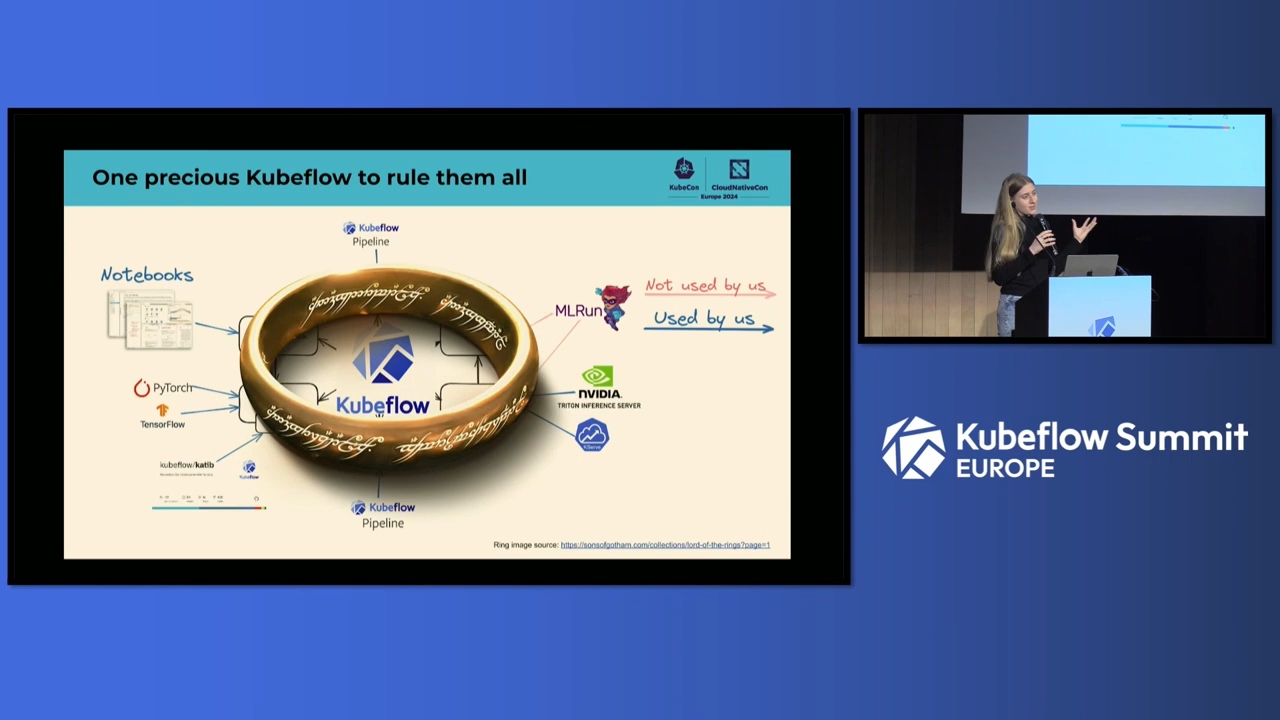 One precious Kubeflow to rule them all
KubeCon
CloudNativeCon
Europe 2024
Kubeflow
Pipeline
Notebooks
MLRun
Not used by us
Used by us
PyTorch
TensorFlow
Kubeflow
NVIDIA.
TRITON INFERENCE SERVER
KServe
kubeflow/katib
Kubeflow
Kubeflow
Pipeline
Ring image source: https://sonsofgotham.com/collections/lord-of-the-rings?page=1
Kubeflow Summit
EUROPE